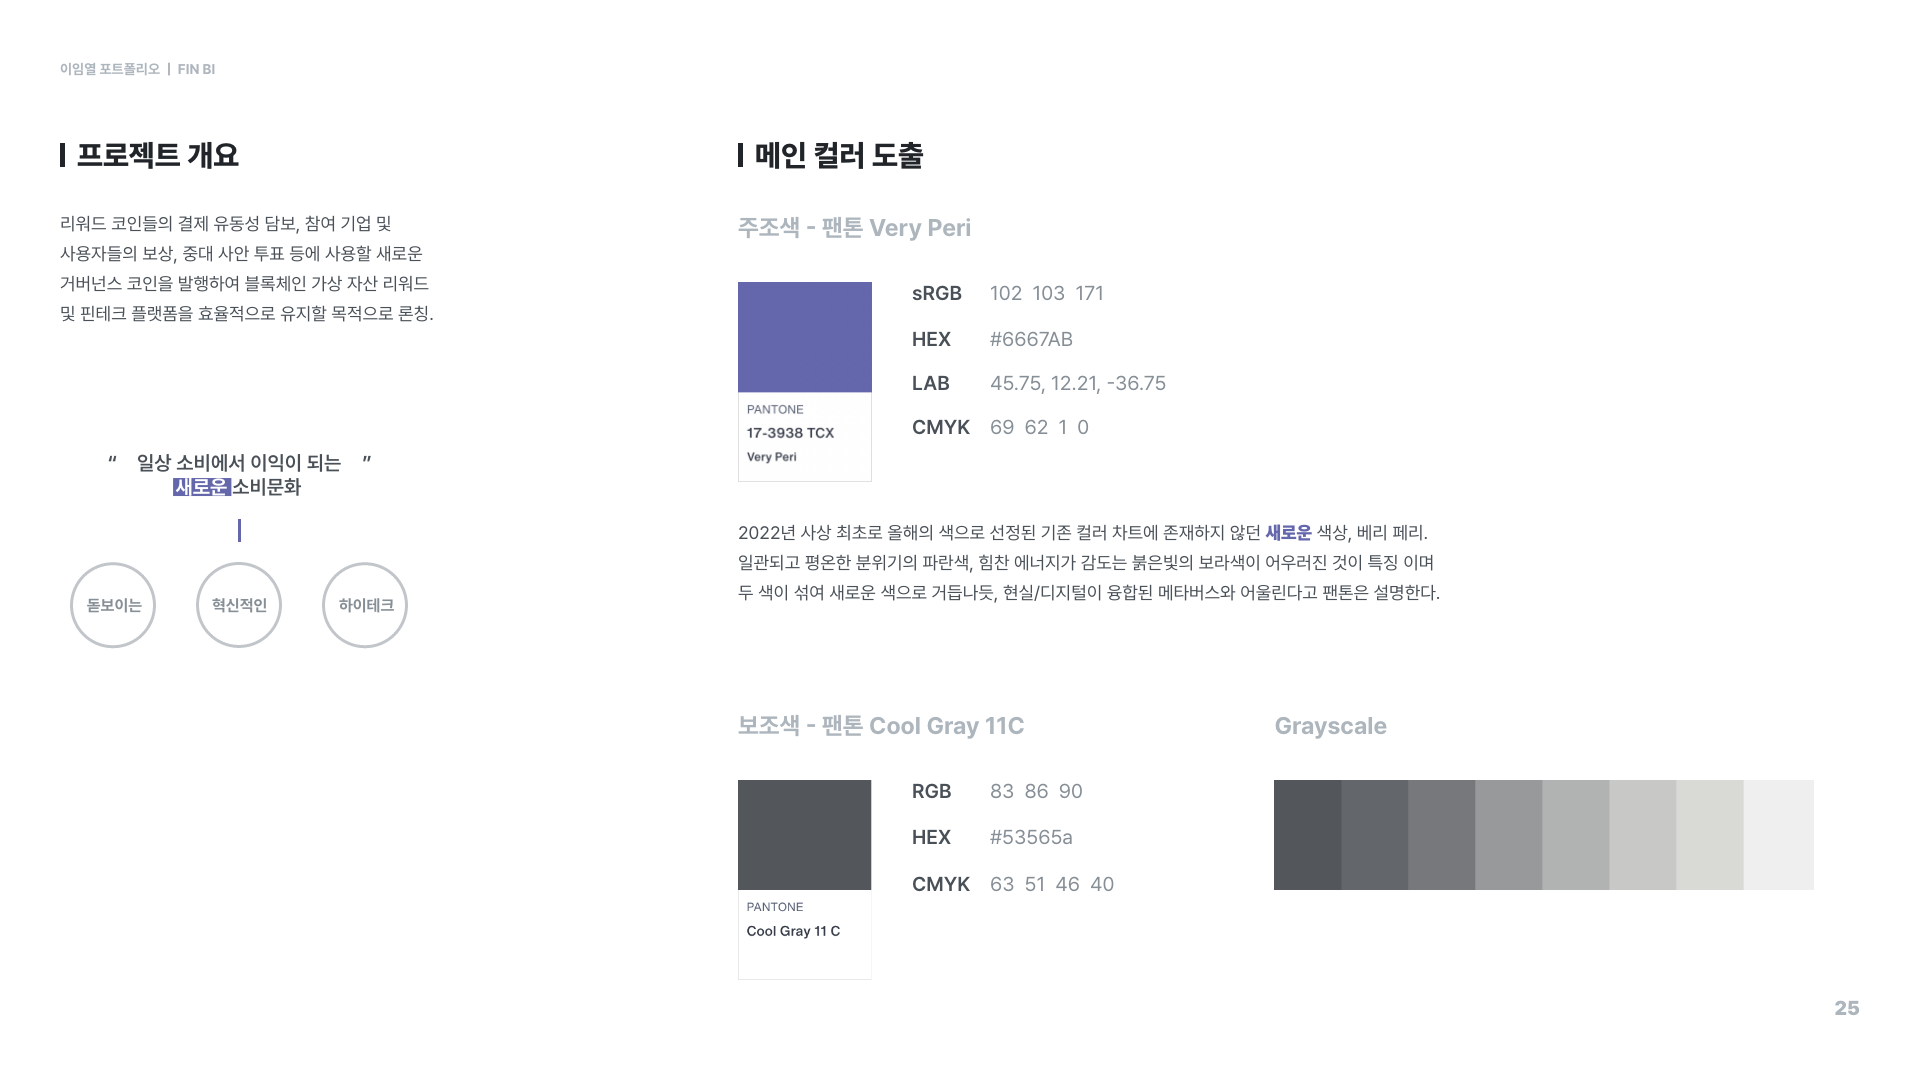 이임열 포트폴리오 | FIN BI
프로젝트 개요
리워드 코인들의 결제 유동성 담보, 참여 기업 및
사용자들의 보상, 중대 사안 투표 등에 사용할 새로운
거버넌스 코인을 발행하여 블록체인 가상 자산 리워드
및 핀테크 플랫폼을 효율적으로 유지할 목적으로 론칭.
“ 일상 소비에서 이익이 되는 ”
새로운 소비문화
돋보이는
혁신적인
하이테크
메인 컬러 도출
주조색 - 팬톤 Very Peri
PANTONE
17-3938 TCX
Very Peri
sRGB 102 103 171
HEX #6667AB
LAB 45.75, 12.21, -36.75
CMYK 69 62 1 0
2022년 사상 최초로 올해의 색으로 선정된 기존 컬러 차트에 존재하지 않던 새로운 색상, 베리 페리.
일관되고 평온한 분위기의 파란색, 힘찬 에너지가 감도는 붉은빛의 보라색이 어우러진 것이 특징 이며
두 색이 섞여 새로운 색으로 거듭나듯, 현실/디지털이 융합된 메타버스와 어울린다고 팬톤은 설명한다.
보조색 - 팬톤 Cool Gray 11C
PANTONE
Cool Gray 11 C
RGB 83 86 90
HEX #53565a
CMYK 63 51 46 40
Grayscale
25